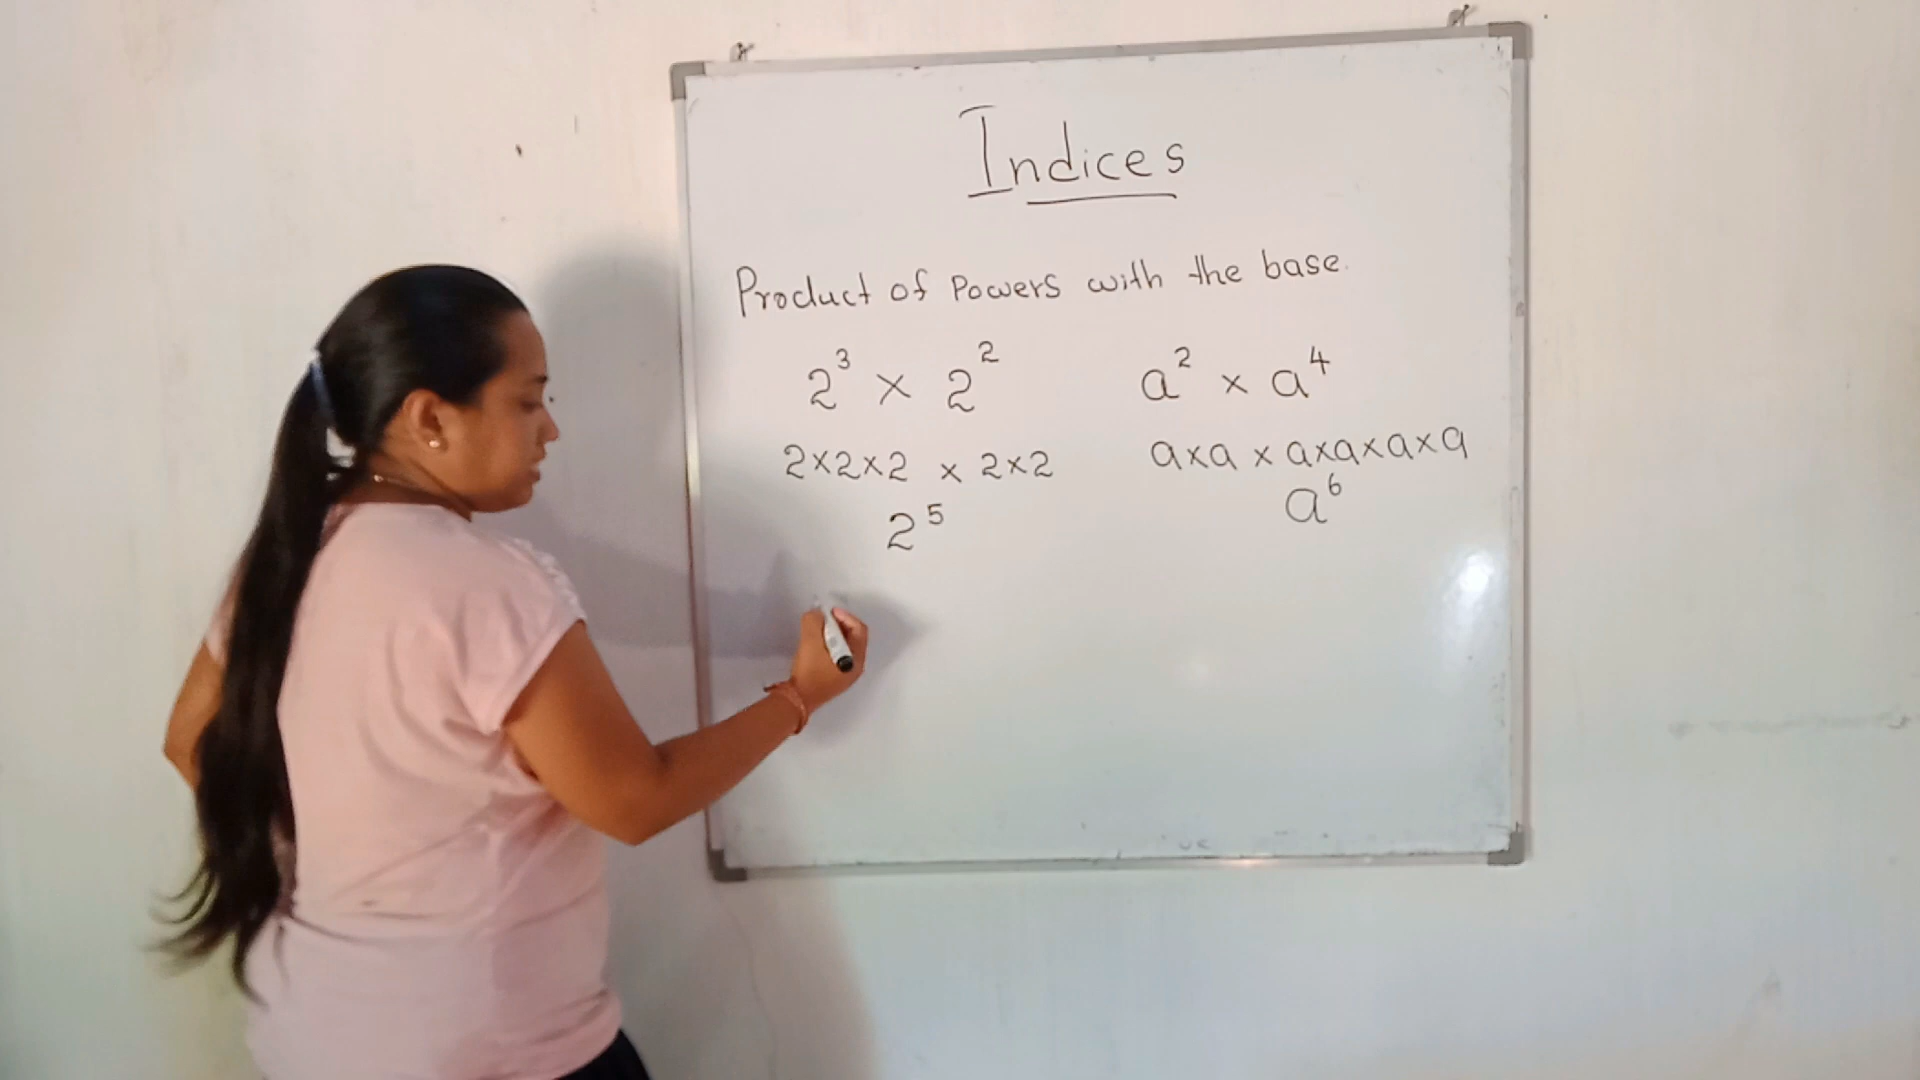 Indices
Product of Powers with the base.
2³ × 2²
a² × a⁴
2×2×2 × 2×2
a×a × a×a×a×a
2⁵
a⁶